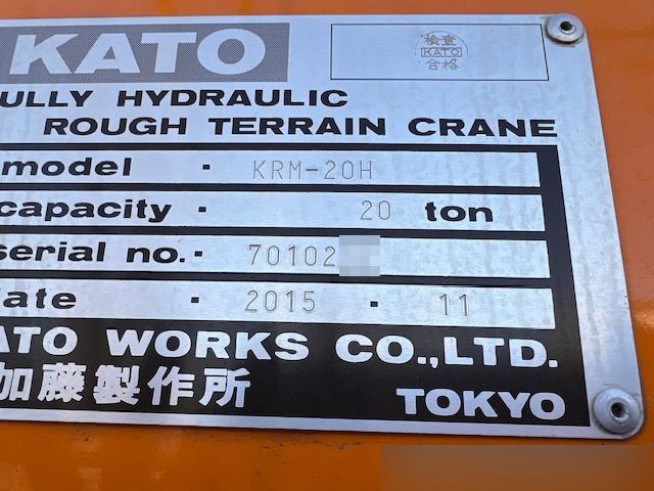 KATO
検査
KATO
合格
ULLY HYDRAULIC
ROUGH TERRAIN CRANE
model · KRM-20H
capacity · 20 ton
serial no. · 70102
ate · 2015 · 11
ATO WORKS CO.,LTD.
加藤製作所
TOKYO